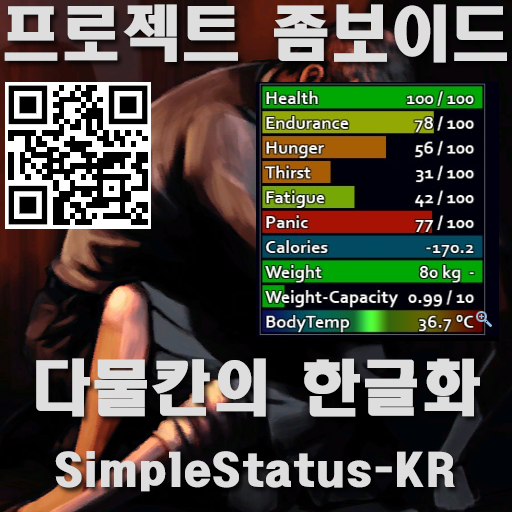 프로젝트 좀보이드
Health 100 / 100
Endurance 78 / 100
Hunger 56 / 100
Thirst 31 / 100
Fatigue 42 / 100
Panic 77 / 100
Calories -170.2
Weight 80 kg -
Weight-Capacity 0.99 / 10
BodyTemp 36.7 ºC
다물칸의 한글화
SimpleStatus-KR